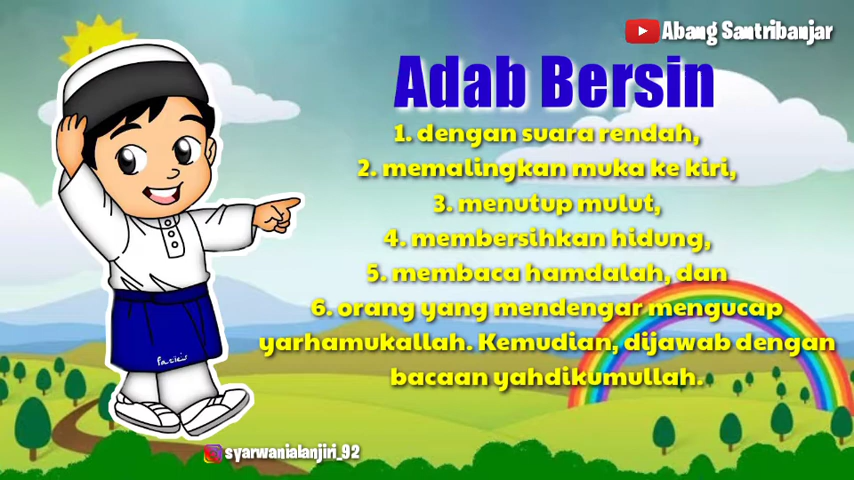 Abang Santribanjar
Adab Bersin
1. dengan suara rendah,
2. memalingkan muka ke kiri,
3. menutup mulut,
4. membersihkan hidung,
5. membaca hamdalah, dan
6. orang yang mendengar mengucap
yarhamukallah. Kemudian, dijawab dengan
bacaan yahdikumullah.
syarwanialanjiri_92